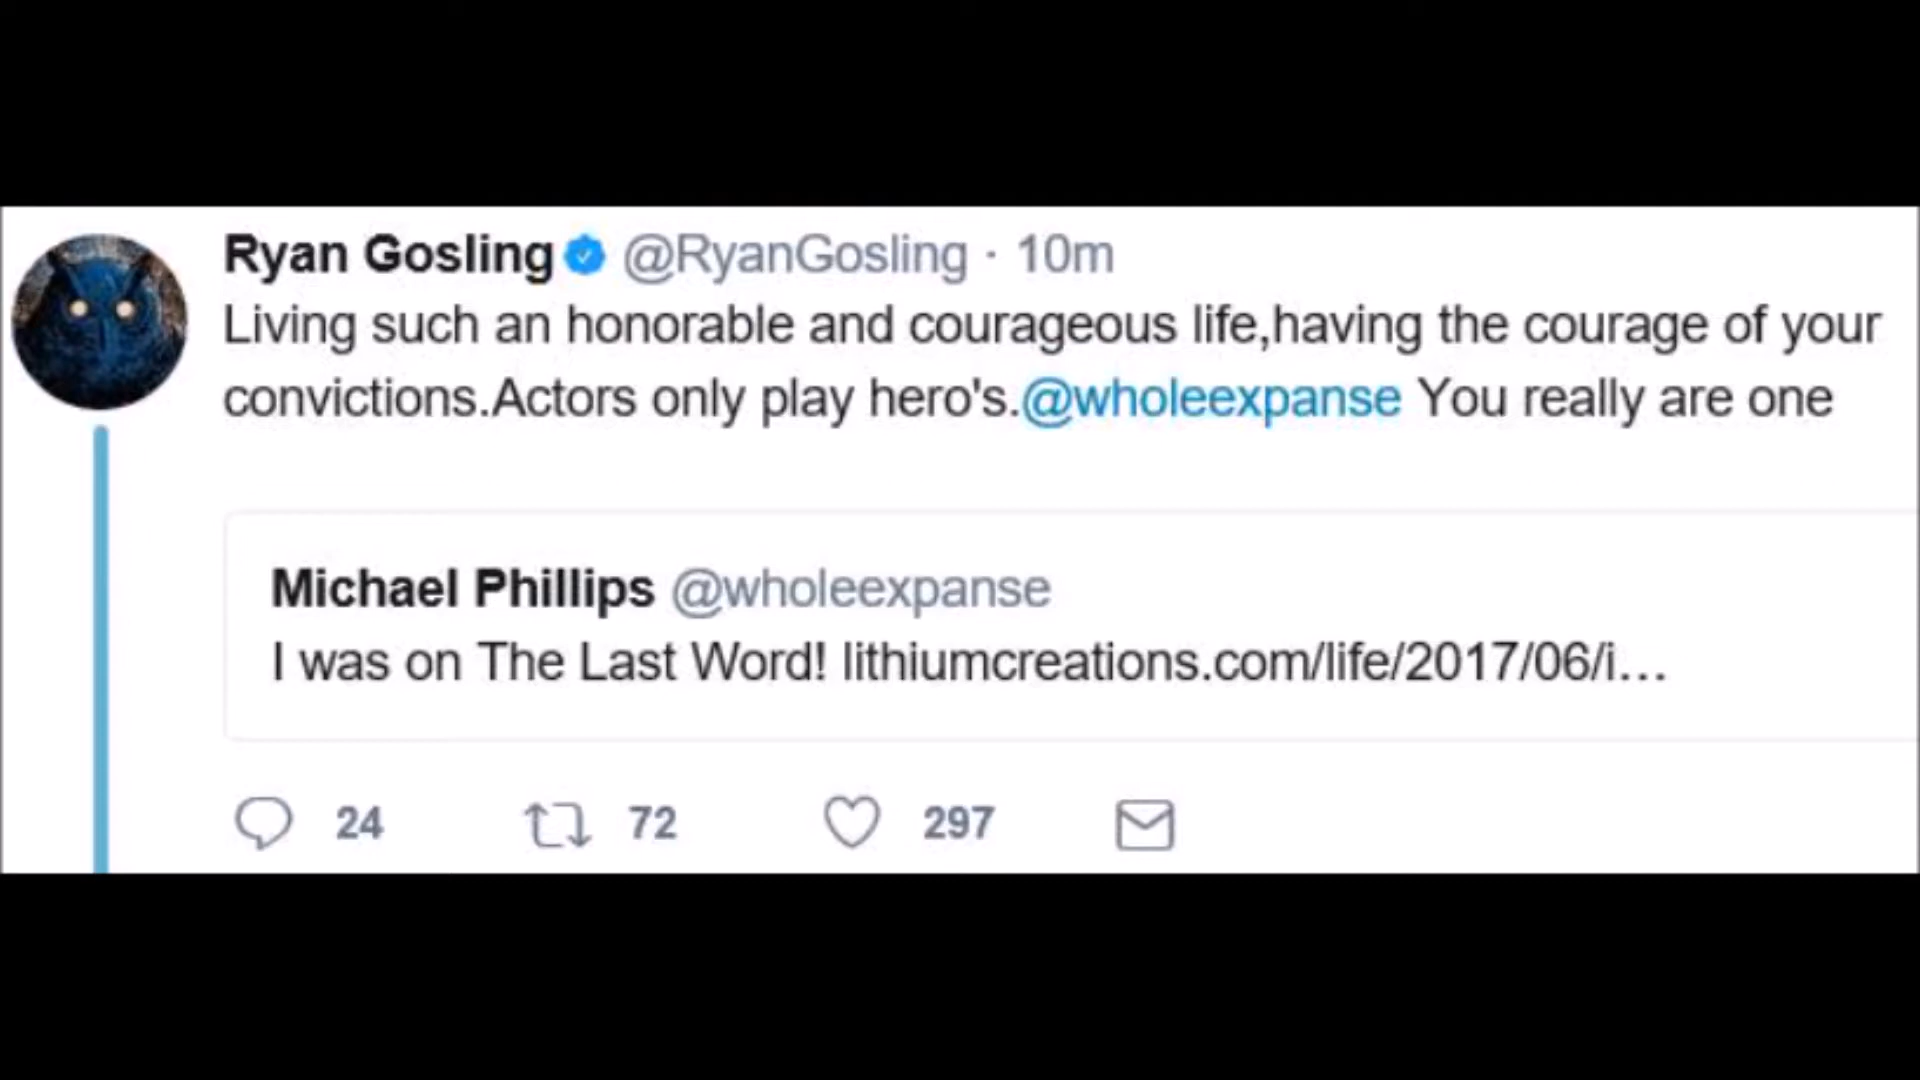 Ryan Gosling @RyanGosling · 10m
Living such an honorable and courageous life,having the courage of your
convictions.Actors only play hero's.@wholeexpanse You really are one
Michael Phillips @wholeexpanse
I was on The Last Word! lithiumcreations.com/life/2017/06/i…
24 72 297